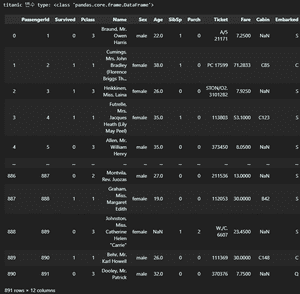 titanic 변수 type: <class 'pandas.core.frame.DataFrame'>
PassengerId Survived Pclass Name Sex Age SibSp Parch Ticket Fare Cabin Embarked
0 1 0 3 Braund, Mr. Owen Harris male 22.0 1 0 A/5 21171 7.2500 NaN S
1 2 1 1 Cumings, Mrs. John Bradley (Florence Briggs Th... female 38.0 1 0 PC 17599 71.2833 C85 C
2 3 1 3 Heikkinen, Miss. Laina female 26.0 0 0 STON/O2. 3101282 7.9250 NaN S
3 4 1 1 Futrelle, Mrs. Jacques Heath (Lily May Peel) female 35.0 1 0 113803 53.1000 C123 S
4 5 0 3 Allen, Mr. William Henry male 35.0 0 0 373450 8.0500 NaN S
... ... ... ... ... ... ... ... ... ... ... ... ...
886 887 0 2 Montvila, Rev. Juozas male 27.0 0 0 211536 13.0000 NaN S
887 888 1 1 Graham, Miss. Margaret Edith female 19.0 0 0 112053 30.0000 B42 S
888 889 0 3 Johnston, Miss. Catherine Helen "Carrie" female NaN 1 2 W./C. 6607 23.4500 NaN S
889 890 1 1 Behr, Mr. Karl Howell male 26.0 0 0 111369 30.0000 C148 C
890 891 0 3 Dooley, Mr. Patrick male 32.0 0 0 370376 7.7500 NaN Q
891 rows × 12 columns